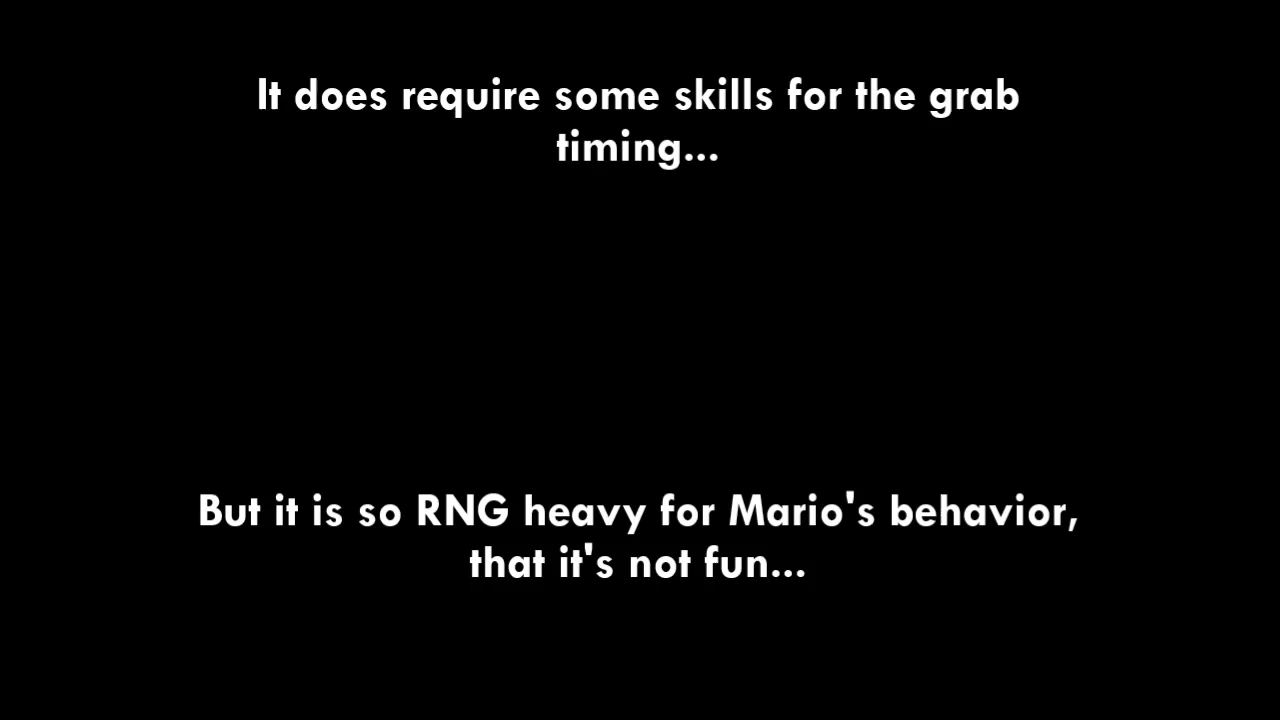 It does require some skills for the grab
timing...
But it is so RNG heavy for Mario's behavior,
that it's not fun...